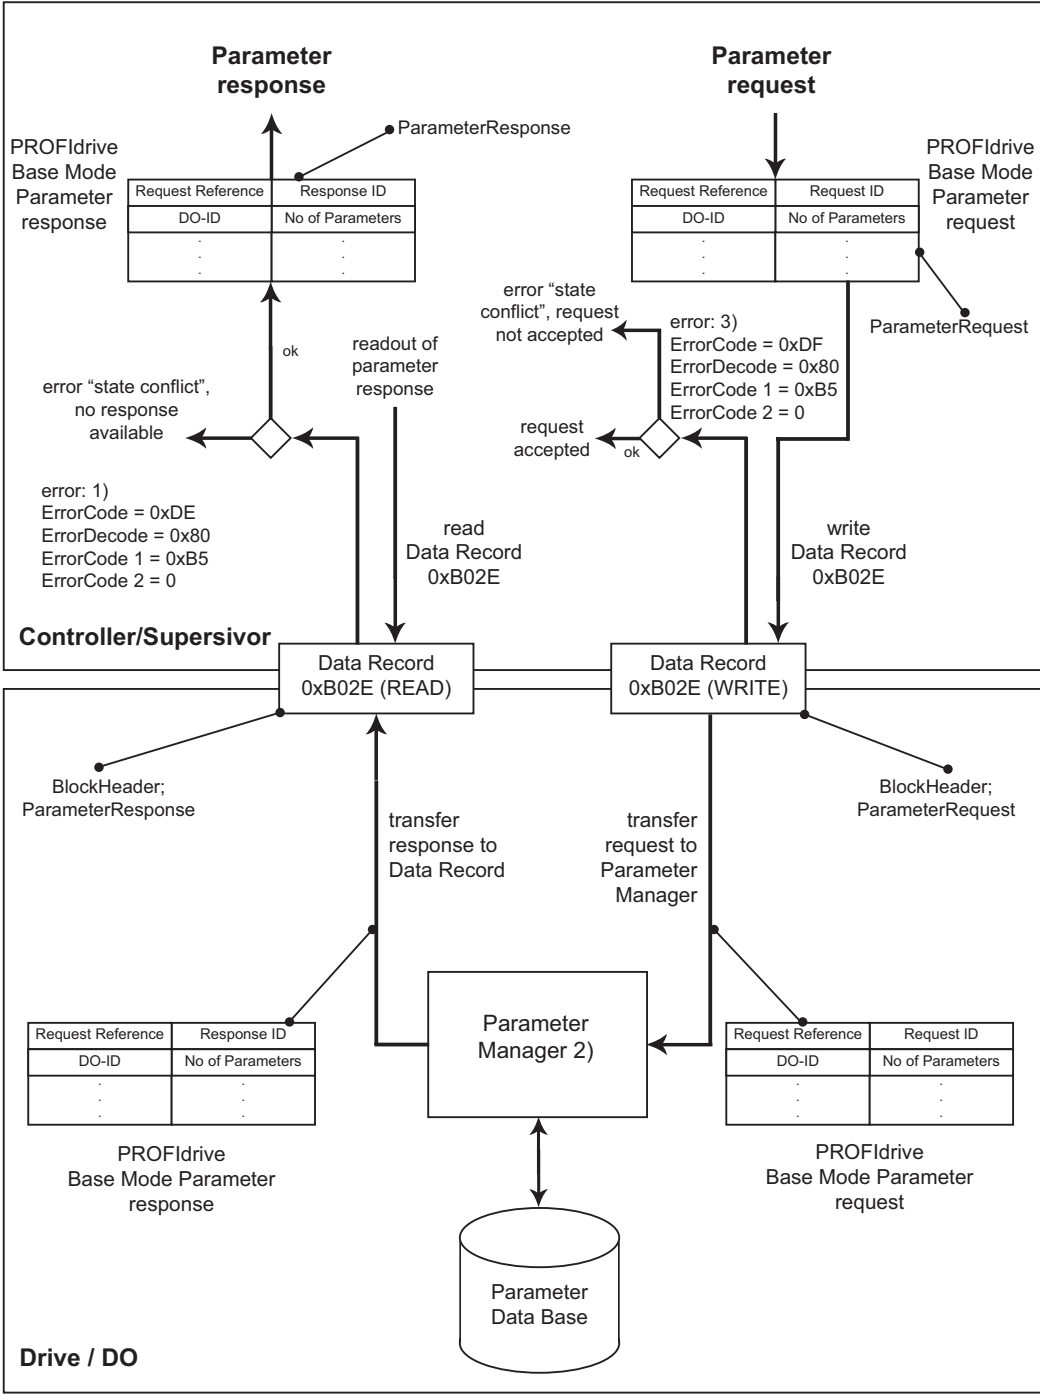 Parameter
response
Parameter
request
PROFIdrive
Base Mode
Parameter
response
ParameterResponse
Request Reference
Response ID
DO-ID
No of Parameters
.
.
.
.
.
.
Request Reference
Request ID
DO-ID
No of Parameters
.
.
.
.
.
.
PROFIdrive
Base Mode
Parameter
request
ParameterRequest
ok
readout of
parameter
response
error “state conflict”,
no response
available
error: 1)
ErrorCode = 0xDE
ErrorDecode = 0x80
ErrorCode 1 = 0xB5
ErrorCode 2 = 0
read
Data Record
0xB02E
error “state
conflict”, request
not accepted
error: 3)
ErrorCode = 0xDF
ErrorDecode = 0x80
ErrorCode 1 = 0xB5
ErrorCode 2 = 0
request
accepted
ok
write
Data Record
0xB02E
Controller/Supersivor
Data Record
0xB02E (READ)
Data Record
0xB02E (WRITE)
BlockHeader;
ParameterResponse
BlockHeader;
ParameterRequest
transfer
response to
Data Record
transfer
request to
Parameter
Manager
Request Reference
Response ID
DO-ID
No of Parameters
.
.
.
.
.
.
PROFIdrive
Base Mode Parameter
response
Parameter
Manager 2)
Request Reference
Request ID
DO-ID
No of Parameters
.
.
.
.
.
.
PROFIdrive
Base Mode Parameter
request
Parameter
Data Base
Drive / DO